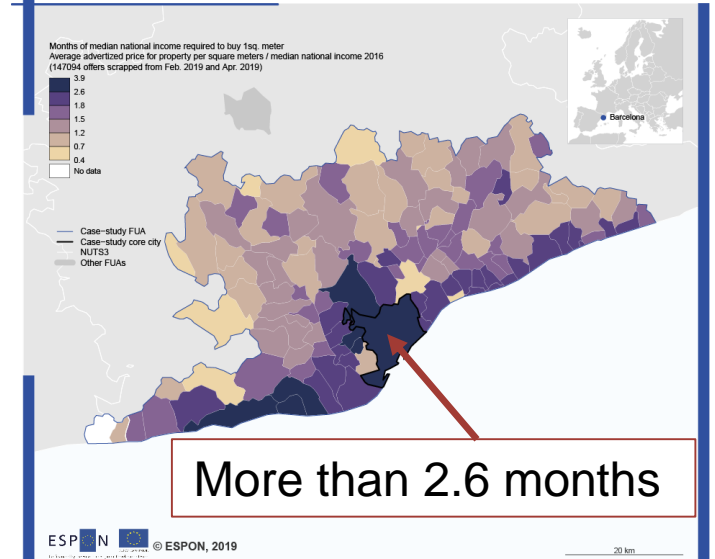 Months of median national income required to buy 1sq. meter
Average advertized price for property per square meters / median national income 2016
(147094 offers scrapped from Feb. 2019 and Apr. 2019)
3.9
2.6
1.8
1.5
1.2
0.7
0.4
No data
Barcelona
Case-study FUA
Case-study core city
NUTS3
Other FUAs
More than 2.6 months
ESPON © ESPON, 2019
20 km